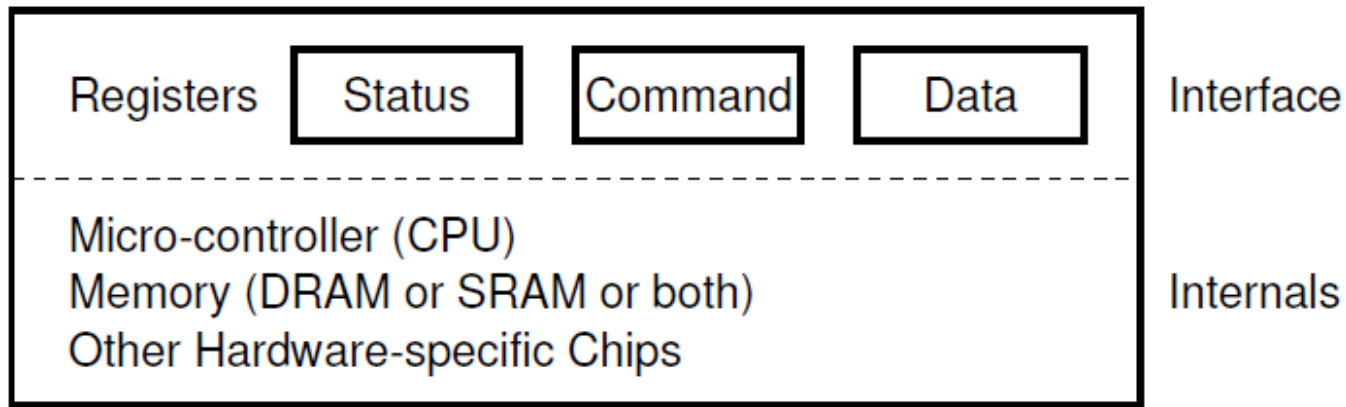 Registers Status Command Data Interface
Micro-controller (CPU)
Memory (DRAM or SRAM or both) Internals
Other Hardware-specific Chips